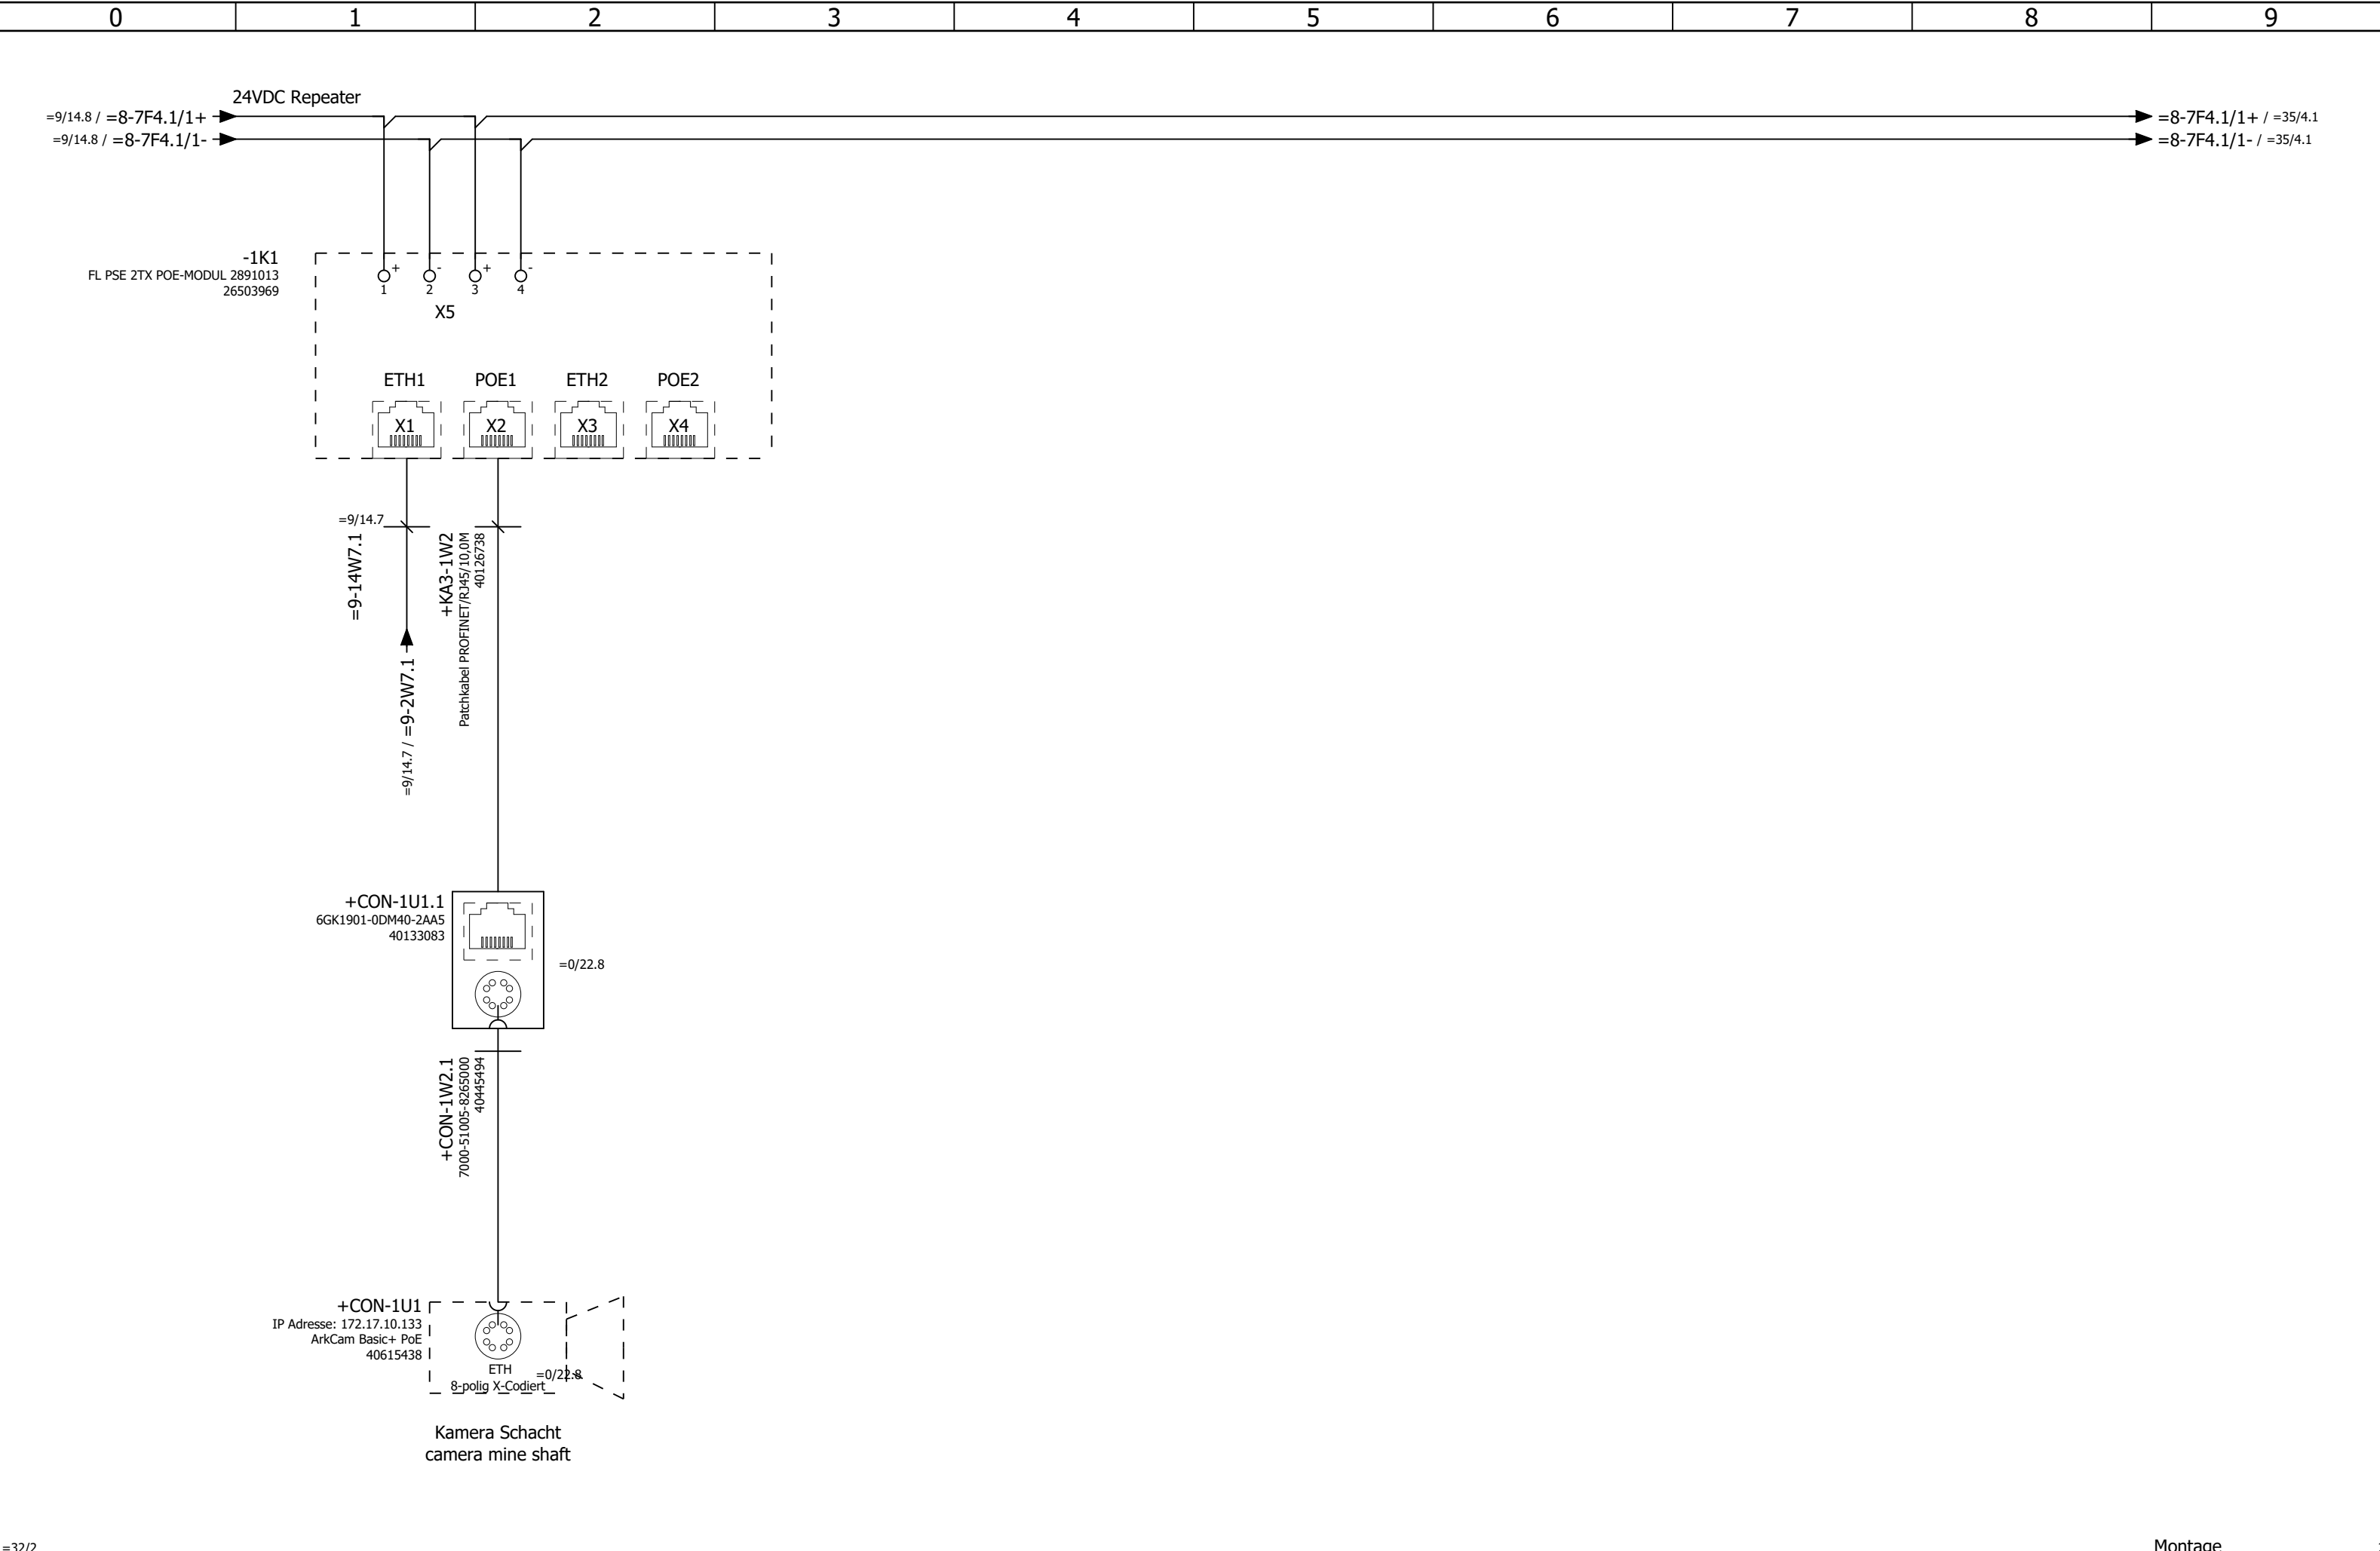 0 1 2 3 4 5 6 7 8 9
24VDC Repeater
=9/14.8 / =8-7F4.1/1+
=8-7F4.1/1+ / =35/4.1
=9/14.8 / =8-7F4.1/1-
=8-7F4.1/1- / =35/4.1
-1K1
FL PSE 2TX POE-MODUL 2891013
26503969
+ - + -
1 2 3 4
X5
ETH1 POE1 ETH2 POE2
X1 X2 X3 X4
=9/14.7
=9-14W7.1
=9/14.7 / =9-2W7.1
+KA3-1W2
Patchkabel PROFINET/RJ45/10,0M
40126738
+CON-1U1.1
6GK1901-0DM40-2AA5
40133083
=0/22.8
+CON-1W2.1
7000-51005-8265000
40445494
+CON-1U1
IP Adresse: 172.17.10.133
ArkCam Basic+ PoE
40615438
ETH
8-polig X-Codiert
=0/22.8
Kamera Schacht
camera mine shaft
=32/2
Montage